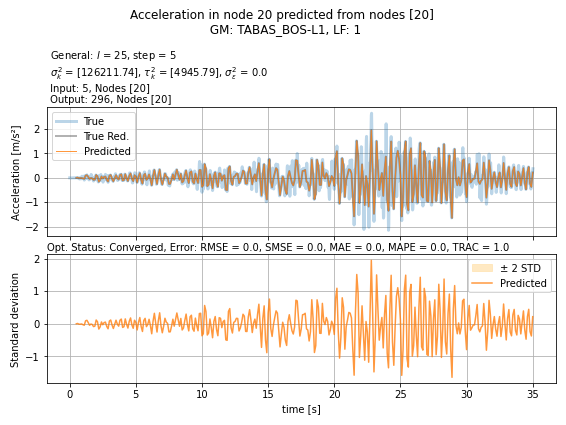 Acceleration in node 20 predicted from nodes [20]
GM: TABAS_BOS-L1, LF: 1
General: l = 25, step = 5
σ²ₖ = [126211.74], τ²ₖ = [4945.79], σ²ₑ = 0.0
Input: 5, Nodes [20]
Output: 296, Nodes [20]
True
True Red.
Predicted
Acceleration [m/s²]
2
1
0
−1
−2
Opt. Status: Converged, Error: RMSE = 0.0, SMSE = 0.0, MAE = 0.0, MAPE = 0.0, TRAC = 1.0
± 2 STD
Predicted
Standard deviation
1
0
−1
0 5 10 15 20 25 30 35
time [s]